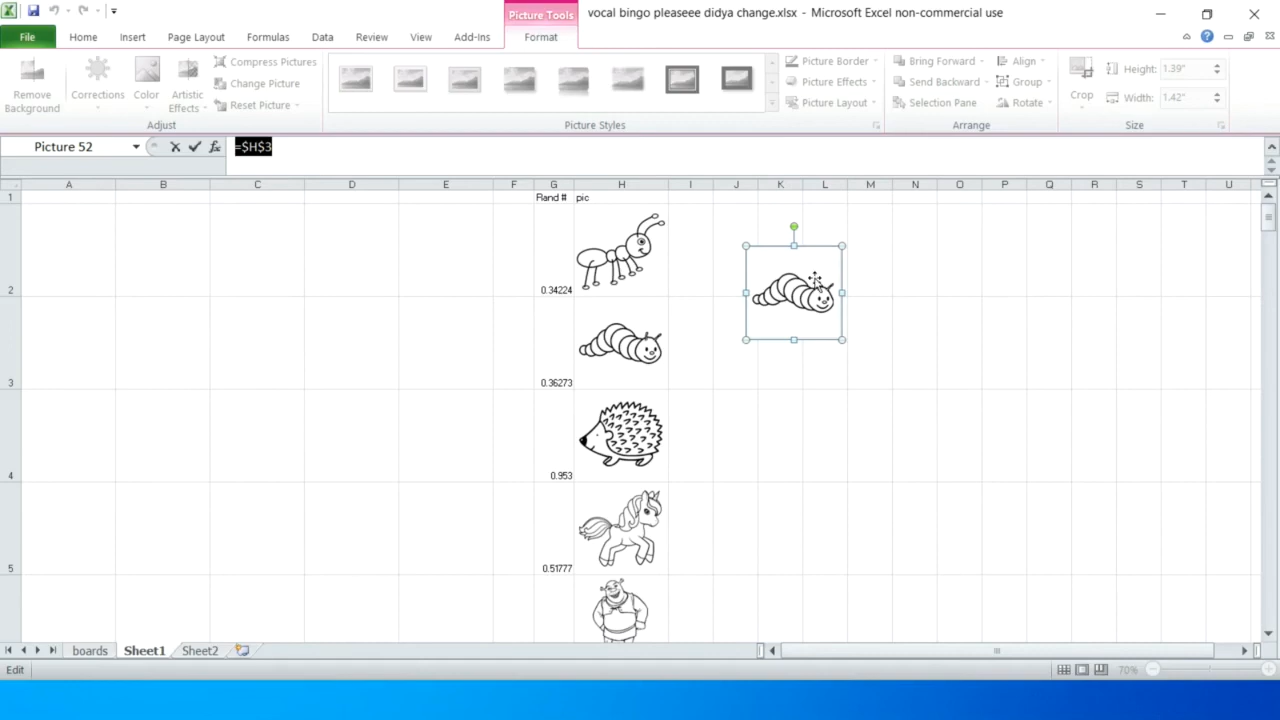 Picture Tools
vocal bingo pleaseee didya change.xlsx - Microsoft Excel non-commercial use
File Home Insert Page Layout Formulas Data Review View Add-Ins Format
Remove Background
Corrections
Color
Artistic Effects
Compress Pictures
Change Picture
Reset Picture
Adjust
Picture Styles
Picture Border
Picture Effects
Picture Layout
Bring Forward
Send Backward
Selection Pane
Align
Group
Rotate
Arrange
Crop
Height: 1.39"
Width: 1.42"
Size
Picture 52 fx =$H$3
A B C D E F G H I J K L M N O P Q R S T U
1 Rand # pic
2 0.34224
3 0.36273
4 0.953
5 0.51777
boards Sheet1 Sheet2
Edit 70%